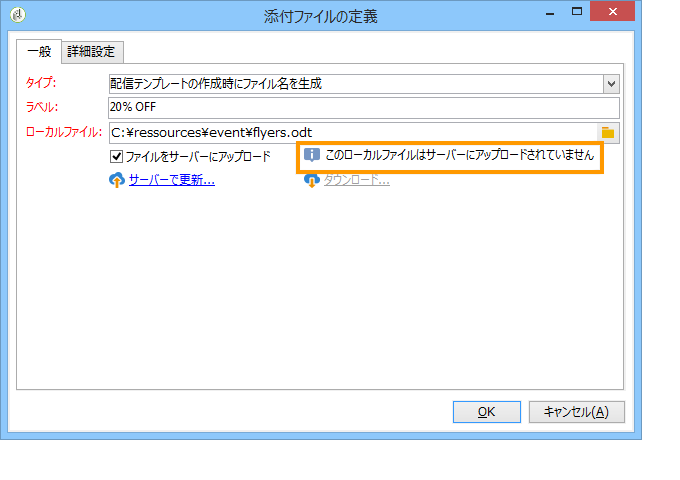 添付ファイルの定義
一般 詳細設定
タイプ: 配信テンプレートの作成時にファイル名を生成
ラベル: 20% OFF
ローカルファイル: C:¥ressources¥event¥flyers.odt
ファイルをサーバーにアップロード このローカルファイルはサーバーにアップロードされていません
サーバーで更新... ダウンロード...
OK キャンセル(A)